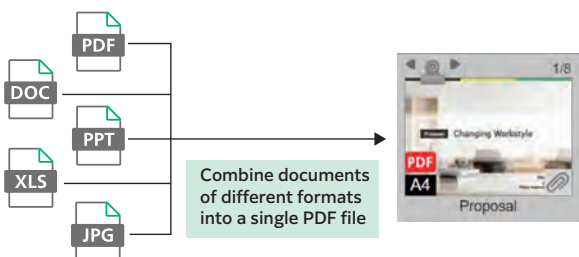 PDF
DOC
PPT
XLS
JPG
Combine documents
of different formats
into a single PDF file
1/8
Changing Workstyle
PDF
A4
Proposal